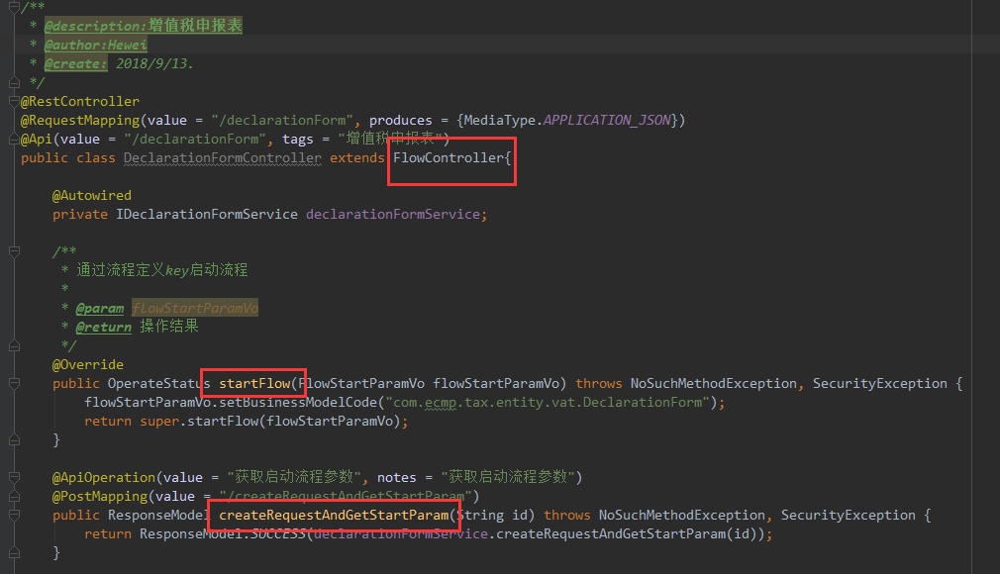 /**
* @description:增值税申报表
* @author:Hewei
* @create: 2018/9/13.
*/
@RestController
@RequestMapping(value = "/declarationForm", produces = {MediaType.APPLICATION_JSON})
@Api(value = "/declarationForm", tags = "增值税申报表")
public class DeclarationFormController extends FlowController{
@Autowired
private IDeclarationFormService declarationFormService;
/**
* 通过流程定义key启动流程
*
* @param flowStartParamVo
* @return 操作结果
*/
@Override
public OperateStatus startFlow(FlowStartParamVo flowStartParamVo) throws NoSuchMethodException, SecurityException {
flowStartParamVo.setBusinessModelCode("com.ecmp.tax.entity.vat.DeclarationForm");
return super.startFlow(flowStartParamVo);
}
@ApiOperation(value = "获取启动流程参数", notes = "获取启动流程参数")
@PostMapping(value = "/createRequestAndGetStartParam")
public ResponseModel createRequestAndGetStartParam(String id) throws NoSuchMethodException, SecurityException {
return ResponseModel.SUCCESS(declarationFormService.createRequestAndGetStartParam(id));
}